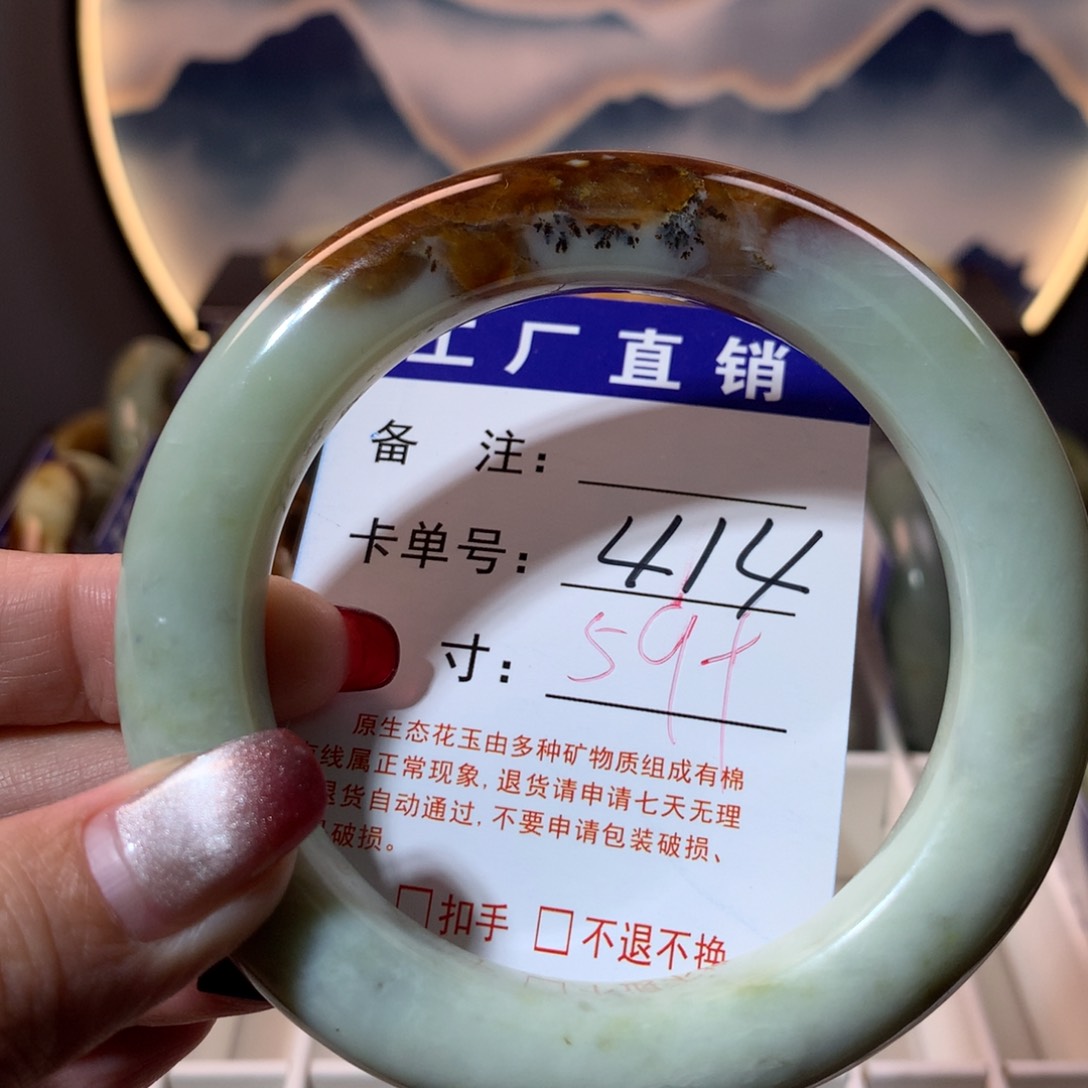 工厂直销
备 注:
卡单号: 414
寸: 59+
原生态花玉由多种矿物质组成有棉
线属正常现象, 退货请申请七天无理
退货自动通过, 不要申请包装破损、
破损。
□扣手 □不退不换